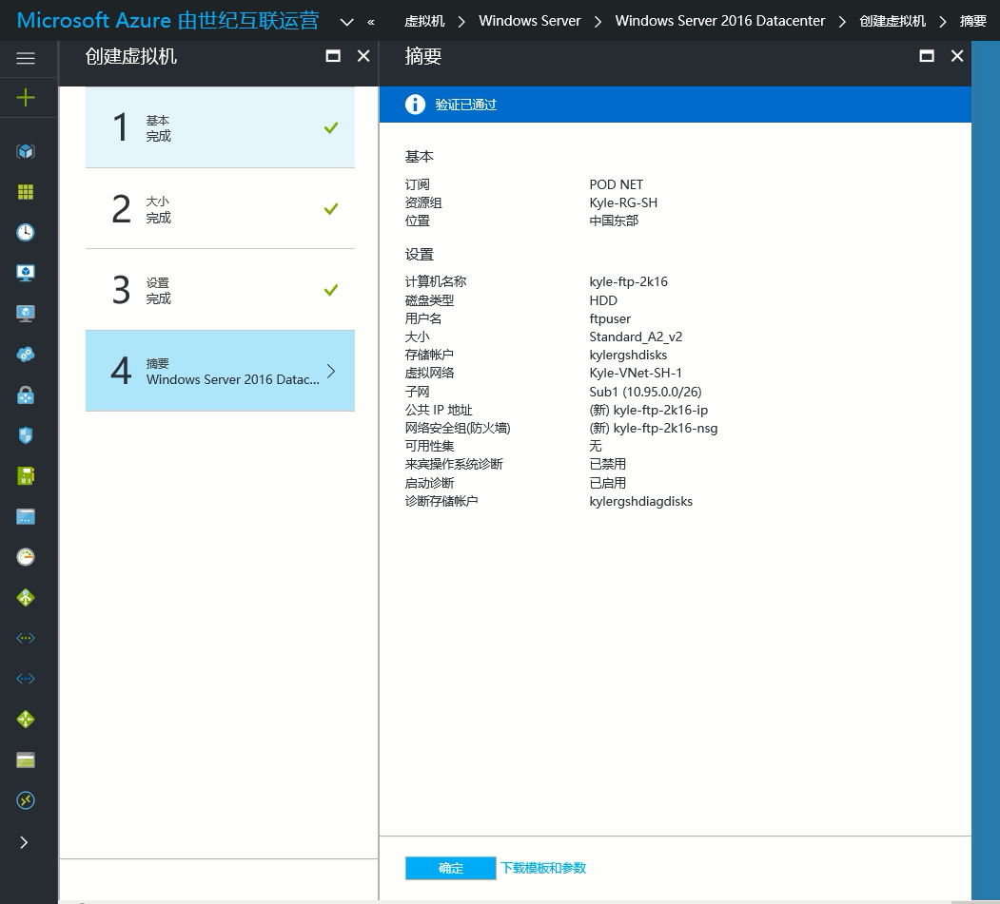 Microsoft Azure 由世纪互联运营 « 虚拟机 > Windows Server > Windows Server 2016 Datacenter > 创建虚拟机 > 摘要
创建虚拟机
1 基本
完成
2 大小
完成
3 设置
完成
4 摘要
Windows Server 2016 Datac...
摘要
验证已通过
基本
订阅 POD NET
资源组 Kyle-RG-SH
位置 中国东部
设置
计算机名称 kyle-ftp-2k16
磁盘类型 HDD
用户名 ftpuser
大小 Standard_A2_v2
存储帐户 kylergshdisks
虚拟网络 Kyle-VNet-SH-1
子网 Sub1 (10.95.0.0/26)
公共 IP 地址 (新) kyle-ftp-2k16-ip
网络安全组(防火墙) (新) kyle-ftp-2k16-nsg
可用性集 无
来宾操作系统诊断 已禁用
启动诊断 已启用
诊断存储帐户 kylergshdiagdisks
确定 下载模板和参数